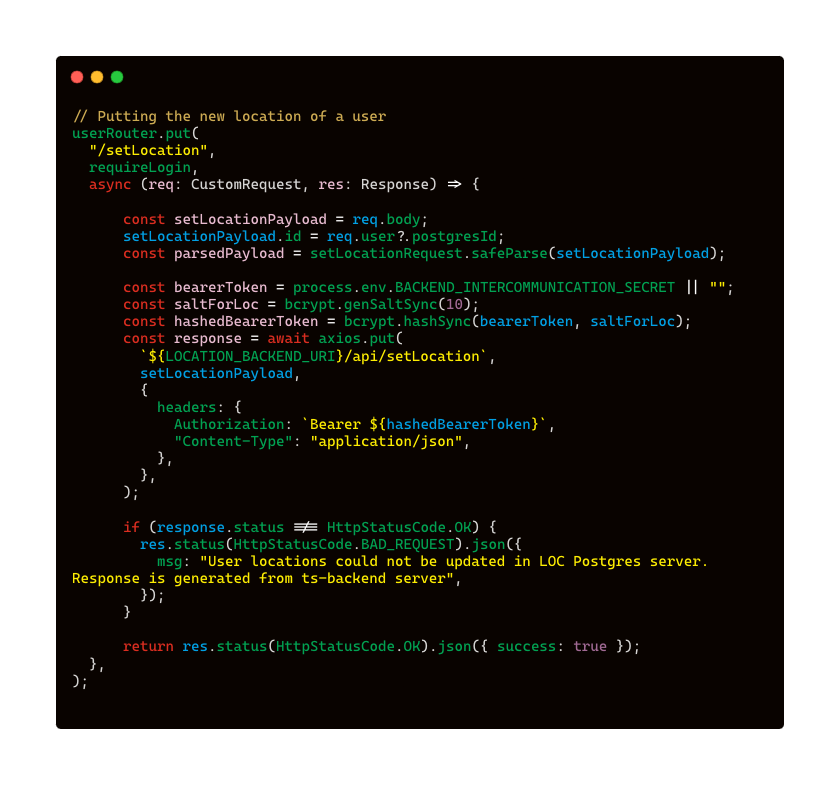 // Putting the new location of a user
userRouter.put(
  "/setLocation",
  requireLogin,
  async (req: CustomRequest, res: Response) => {

      const setLocationPayload = req.body;
      setLocationPayload.id = req.user?.postgresId;
      const parsedPayload = setLocationRequest.safeParse(setLocationPayload);

      const bearerToken = process.env.BACKEND_INTERCOMMUNICATION_SECRET || "";
      const saltForLoc = bcrypt.genSaltSync(10);
      const hashedBearerToken = bcrypt.hashSync(bearerToken, saltForLoc);
      const response = await axios.put(
        `${LOCATION_BACKEND_URI}/api/setLocation`,
        setLocationPayload,
        {
          headers: {
            Authorization: `Bearer ${hashedBearerToken}`,
            "Content-Type": "application/json",
          },
        },
      );

      if (response.status !== HttpStatusCode.OK) {
        res.status(HttpStatusCode.BAD_REQUEST).json({
          msg: "User locations could not be updated in LOC Postgres server.
Response is generated from ts-backend server",
        });
      }

      return res.status(HttpStatusCode.OK).json({ success: true });
  },
);